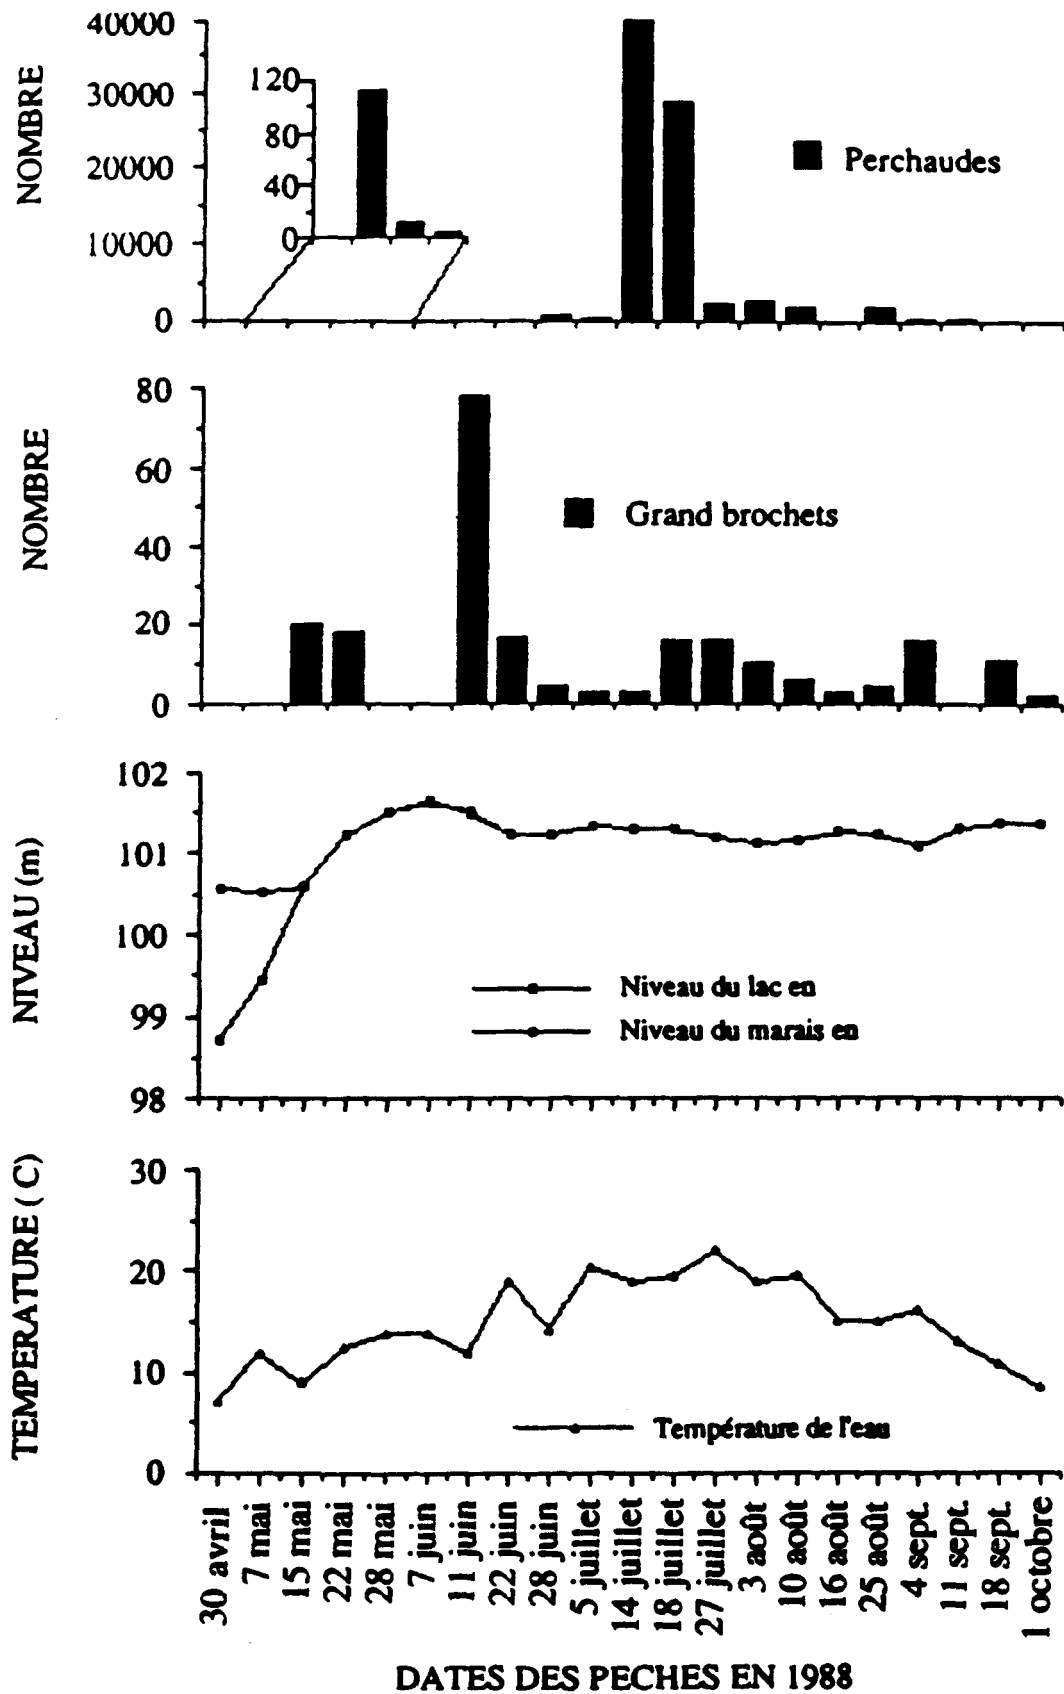 40000
30000
20000
10000
0
NOMBRE
120
80
40
0
Perchaudes
80
60
40
20
0
NOMBRE
Grand brochets
102
101
100
99
98
NIVEAU (m)
Niveau du lac en
Niveau du marais en
30
20
10
0
TEMPERATURE ( C)
Température de l'eau
30 avril
7 mai
15 mai
22 mai
28 mai
7 juin
11 juin
22 juin
28 juin
5 juillet
14 juillet
18 juillet
27 juillet
3 août
10 août
16 août
25 août
4 sept.
11 sept.
18 sept.
1 octobre
DATES DES PECHES EN 1988